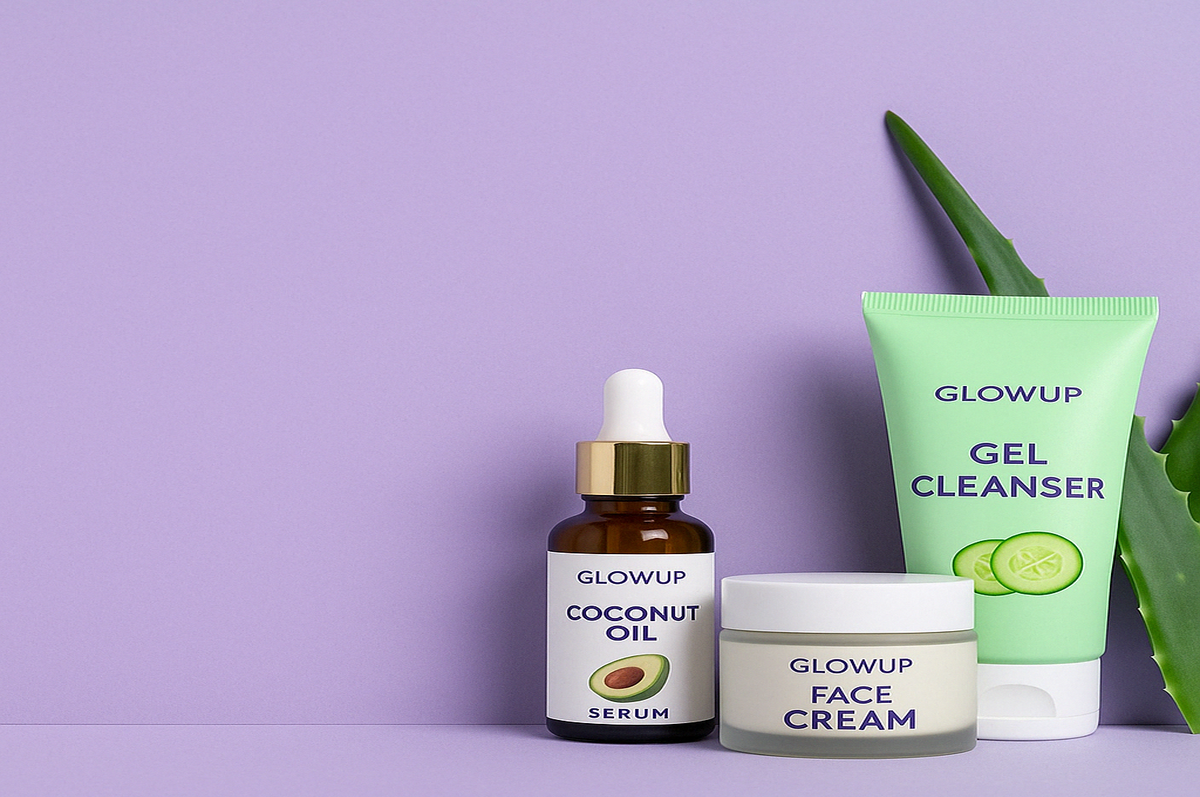 GLOWUP
COCONUT
OIL
SERUM
GLOWUP
FACE
CREAM
GLOWUP
GEL
CLEANSER